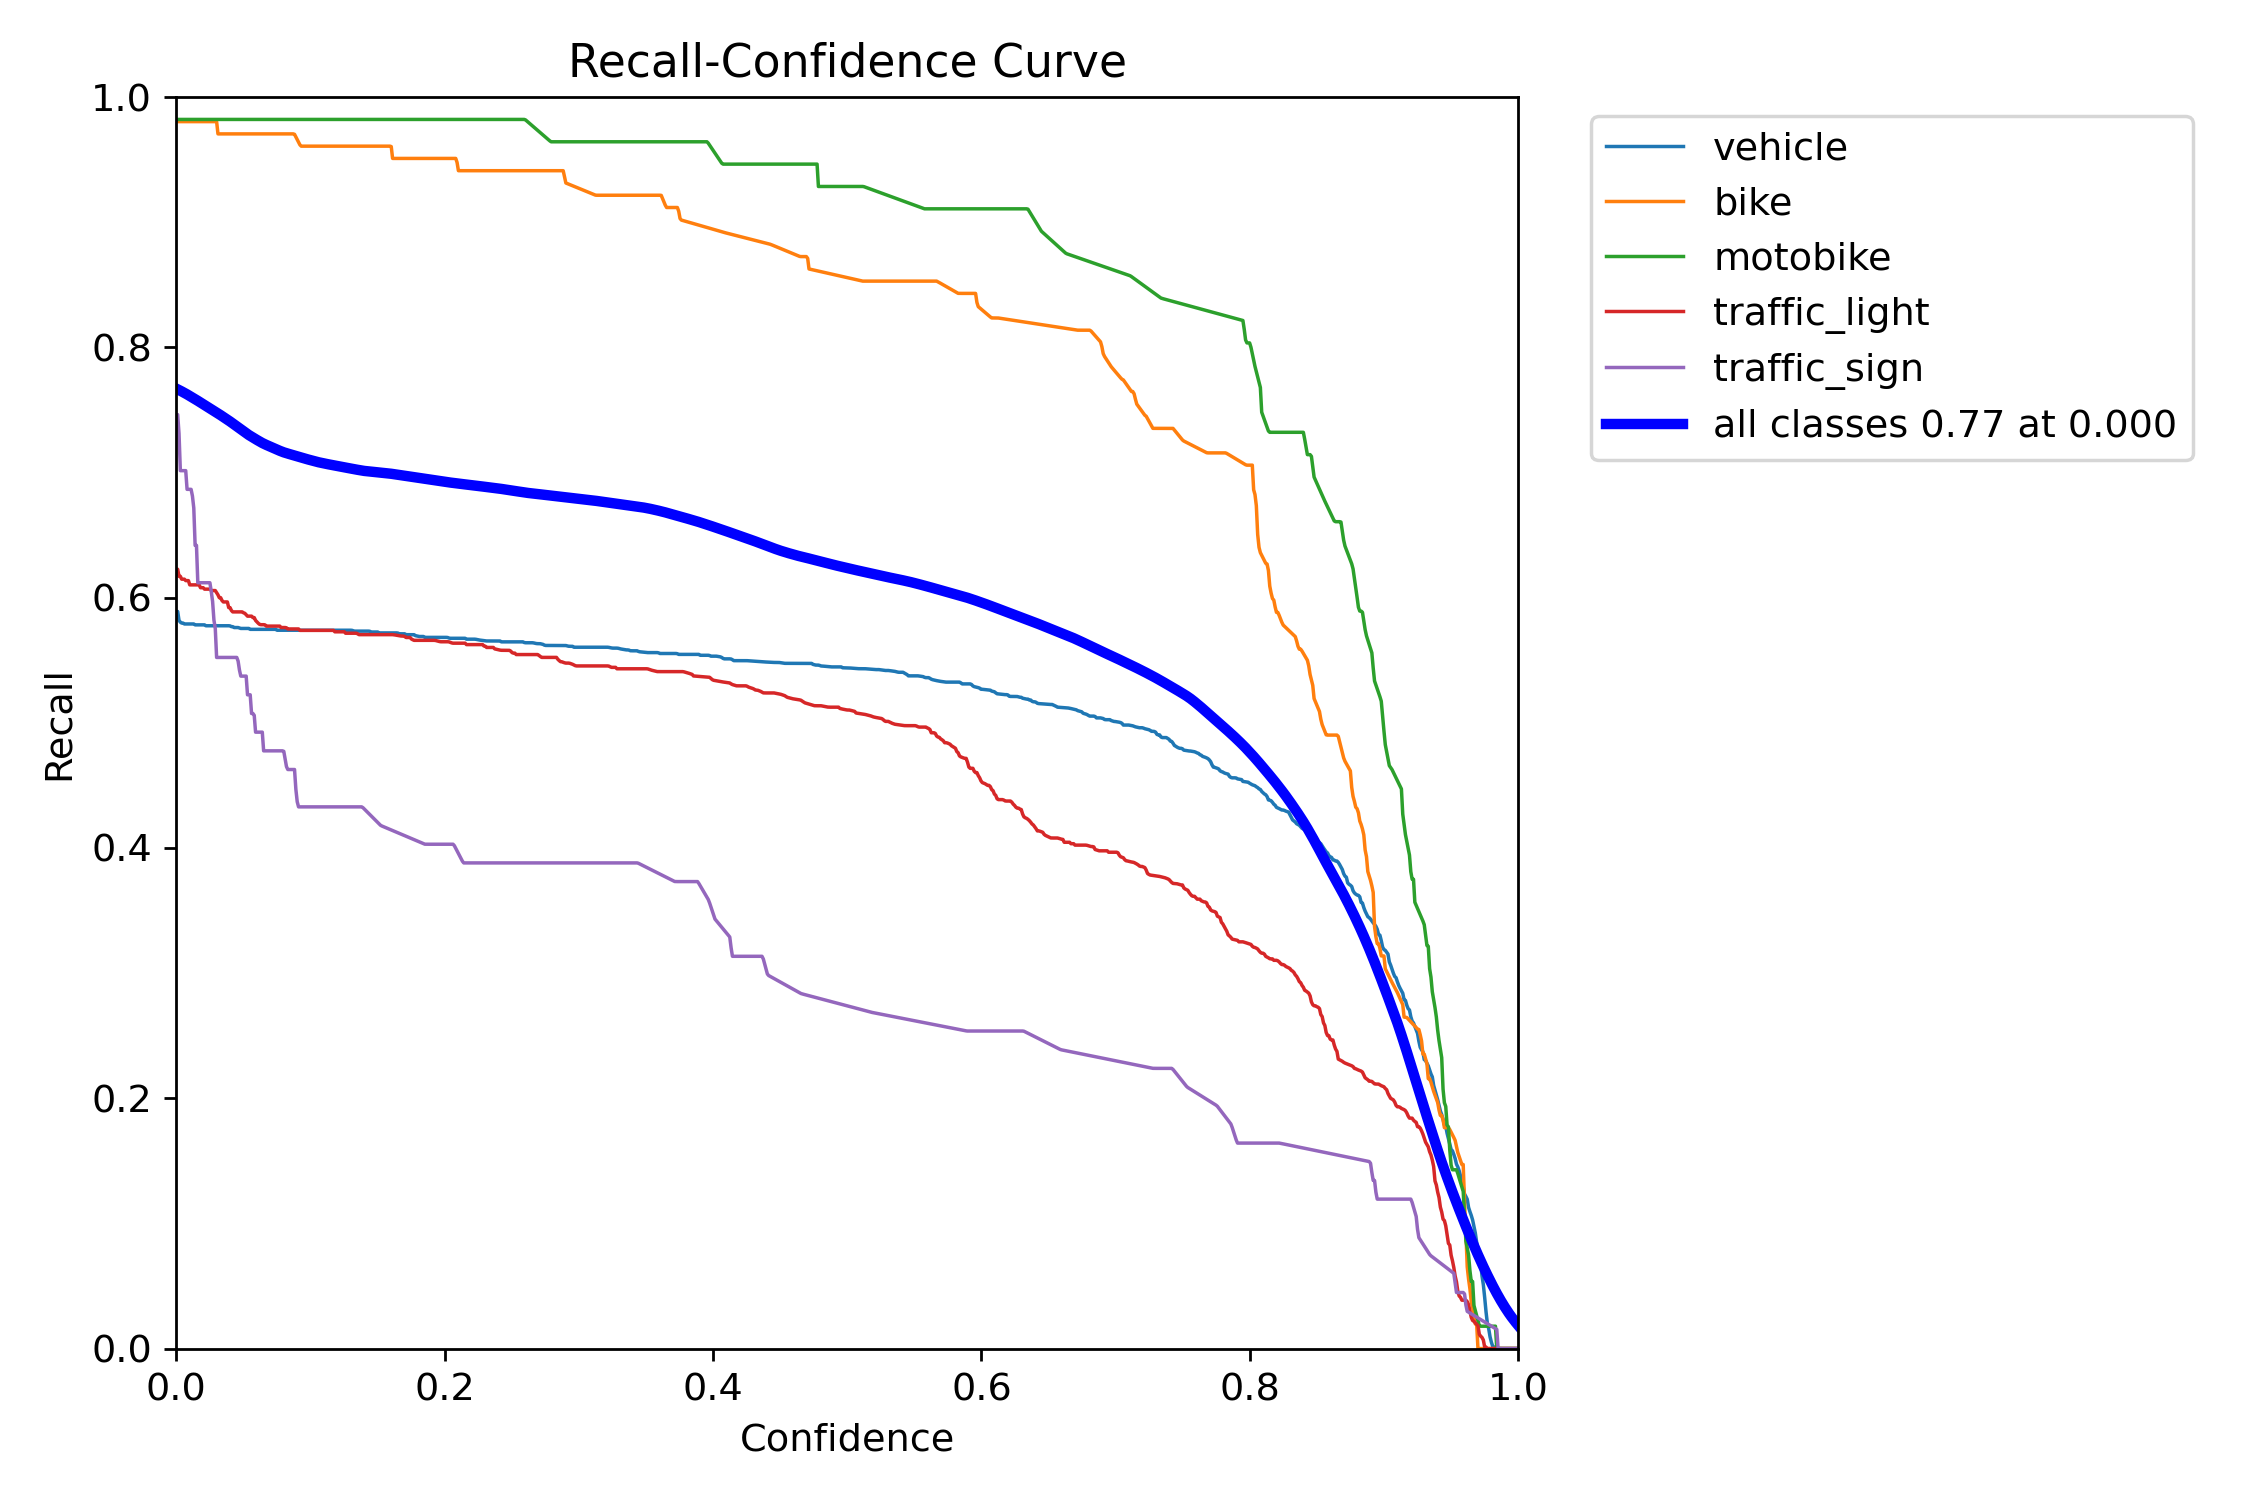 Recall-Confidence Curve
1.0
0.8
0.6
0.4
0.2
0.0
Recall
0.0 0.2 0.4 0.6 0.8 1.0
Confidence
vehicle
bike
motobike
traffic_light
traffic_sign
all classes 0.77 at 0.000